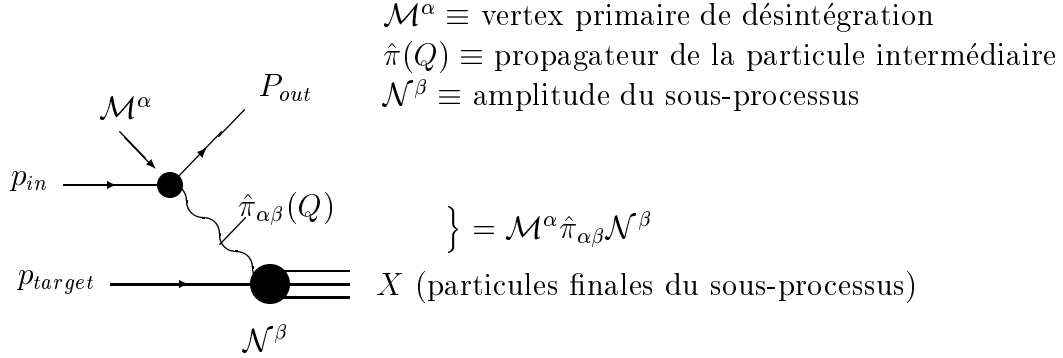 𝓜^α ≡ vertex primaire de désintégration
π̂(Q) ≡ propagateur de la particule intermédiaire
𝓝^β ≡ amplitude du sous-processus
P_out
𝓜^α
p_in
π̂_αβ(Q)
} = 𝓜^α π̂_αβ 𝓝^β
p_target
X (particules finales du sous-processus)
𝓝^β